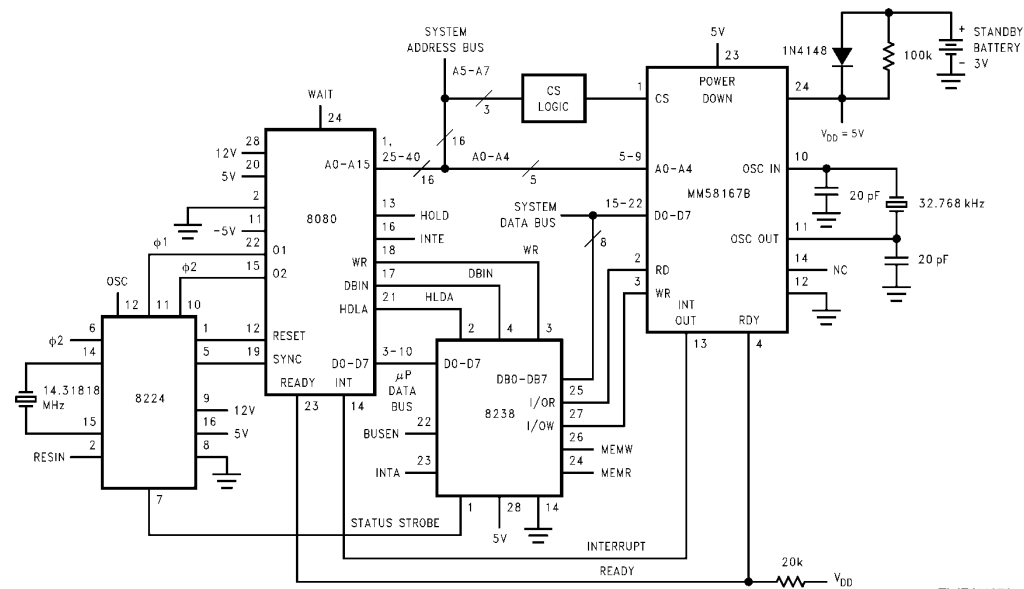 SYSTEM
ADDRESS BUS
A5-A7
3
16
CS
LOGIC
5V
23
1
CS
POWER
DOWN
24
1N4148
100k
+ STANDBY
BATTERY
- 3V
VDD = 5V
WAIT
24
28
12V
20
5V
2
11
-5V
22
ϕ1
O1
15
ϕ2
O2
8080
1,
25-40
A0-A15
16
A0-A4
5
5-9
A0-A4
MM58167B
OSC IN
10
20 pF
32.768 kHz
OSC OUT
11
20 pF
14
NC
12
13
HOLD
16
INTE
18
WR
WR
17
DBIN
DBIN
21
HLDA
HDLA
SYSTEM
DATA BUS
15-22
D0-D7
8
2
RD
3
WR
INT
OUT
RDY
13
4
OSC
12
11
10
6
ϕ2
14
14.31818
MHz
15
2
RESIN
8224
1
12
RESET
5
19
SYNC
9
12V
16
5V
8
7
READY
INT
23
14
D0-D7
3-10
μP
DATA
BUS
2
4
3
D0-D7
DB0-DB7
8238
25
I/OR
27
I/OW
26
MEMW
24
MEMR
22
BUSEN
23
INTA
1
28
14
5V
STATUS STROBE
INTERRUPT
READY
20k
VDD